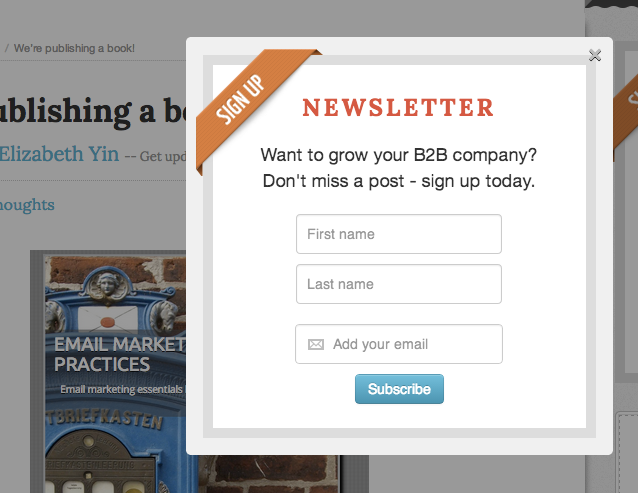 / We're publishing a book!
ublishing a b
Elizabeth Yin -- Get upd
houghts
EMAIL MARKET
PRACTICES
Email marketing essentials
TBRIEFKASTEN
SIGN UP
NEWSLETTER
Want to grow your B2B company?
Don't miss a post - sign up today.
First name
Last name
Add your email
Subscribe